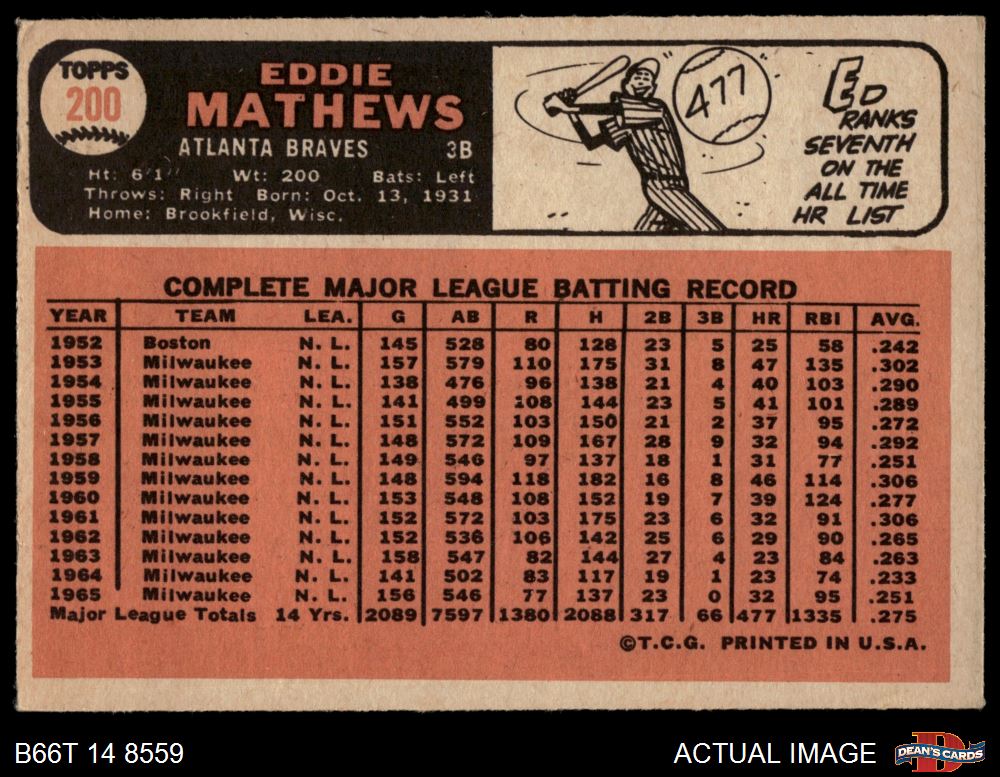 TOPPS
200
EDDIE
MATHEWS
ATLANTA BRAVES 3B
Ht: 6'1" Wt: 200 Bats: Left
Throws: Right Born: Oct. 13, 1931
Home: Brookfield, Wisc.
477
ED
RANKS
SEVENTH
ON THE
ALL TIME
HR LIST
COMPLETE MAJOR LEAGUE BATTING RECORD
YEAR TEAM LEA. G AB R H 2B 3B HR RBI AVG.
1952 Boston N. L. 145 528 80 128 23 5 25 58 .242
1953 Milwaukee N. L. 157 579 110 175 31 8 47 135 .302
1954 Milwaukee N. L. 138 476 96 138 21 4 40 103 .290
1955 Milwaukee N. L. 141 499 108 144 23 5 41 101 .289
1956 Milwaukee N. L. 151 552 103 150 21 2 37 95 .272
1957 Milwaukee N. L. 148 572 109 167 28 9 32 94 .292
1958 Milwaukee N. L. 149 546 97 137 18 1 31 77 .251
1959 Milwaukee N. L. 148 594 118 182 16 8 46 114 .306
1960 Milwaukee N. L. 153 548 108 152 19 7 39 124 .277
1961 Milwaukee N. L. 152 572 103 175 23 6 32 91 .306
1962 Milwaukee N. L. 152 536 106 142 25 6 29 90 .265
1963 Milwaukee N. L. 158 547 82 144 27 4 23 84 .263
1964 Milwaukee N. L. 141 502 83 117 19 1 23 74 .233
1965 Milwaukee N. L. 156 546 77 137 23 0 32 95 .251
Major League Totals 14 Yrs. 2089 7597 1380 2088 317 66 477 1335 .275
©T.C.G. PRINTED IN U.S.A.
B66T 14 8559
ACTUAL IMAGE
D
DEAN'S CARDS